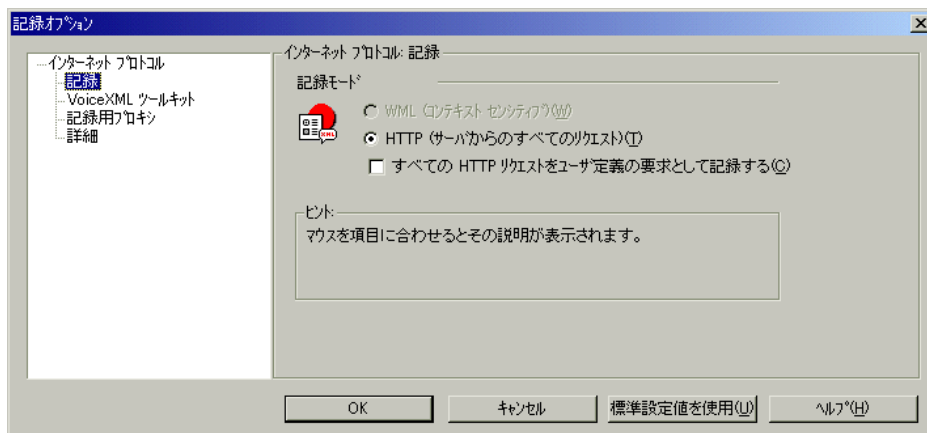 記録オプション
インターネット プロトコル
記録
VoiceXML ツールキット
記録用プロキシ
詳細
インターネット プロトコル: 記録
記録モード
WML (コンテキスト センシティブ)(W)
HTTP (サーバからのすべてのリクエスト)(T)
すべての HTTP リクエストをユーザ定義の要求として記録する(C)
ヒント:
マウスを項目に合わせるとその説明が表示されます。
OK
キャンセル
標準設定値を使用(U)
ヘルプ(H)